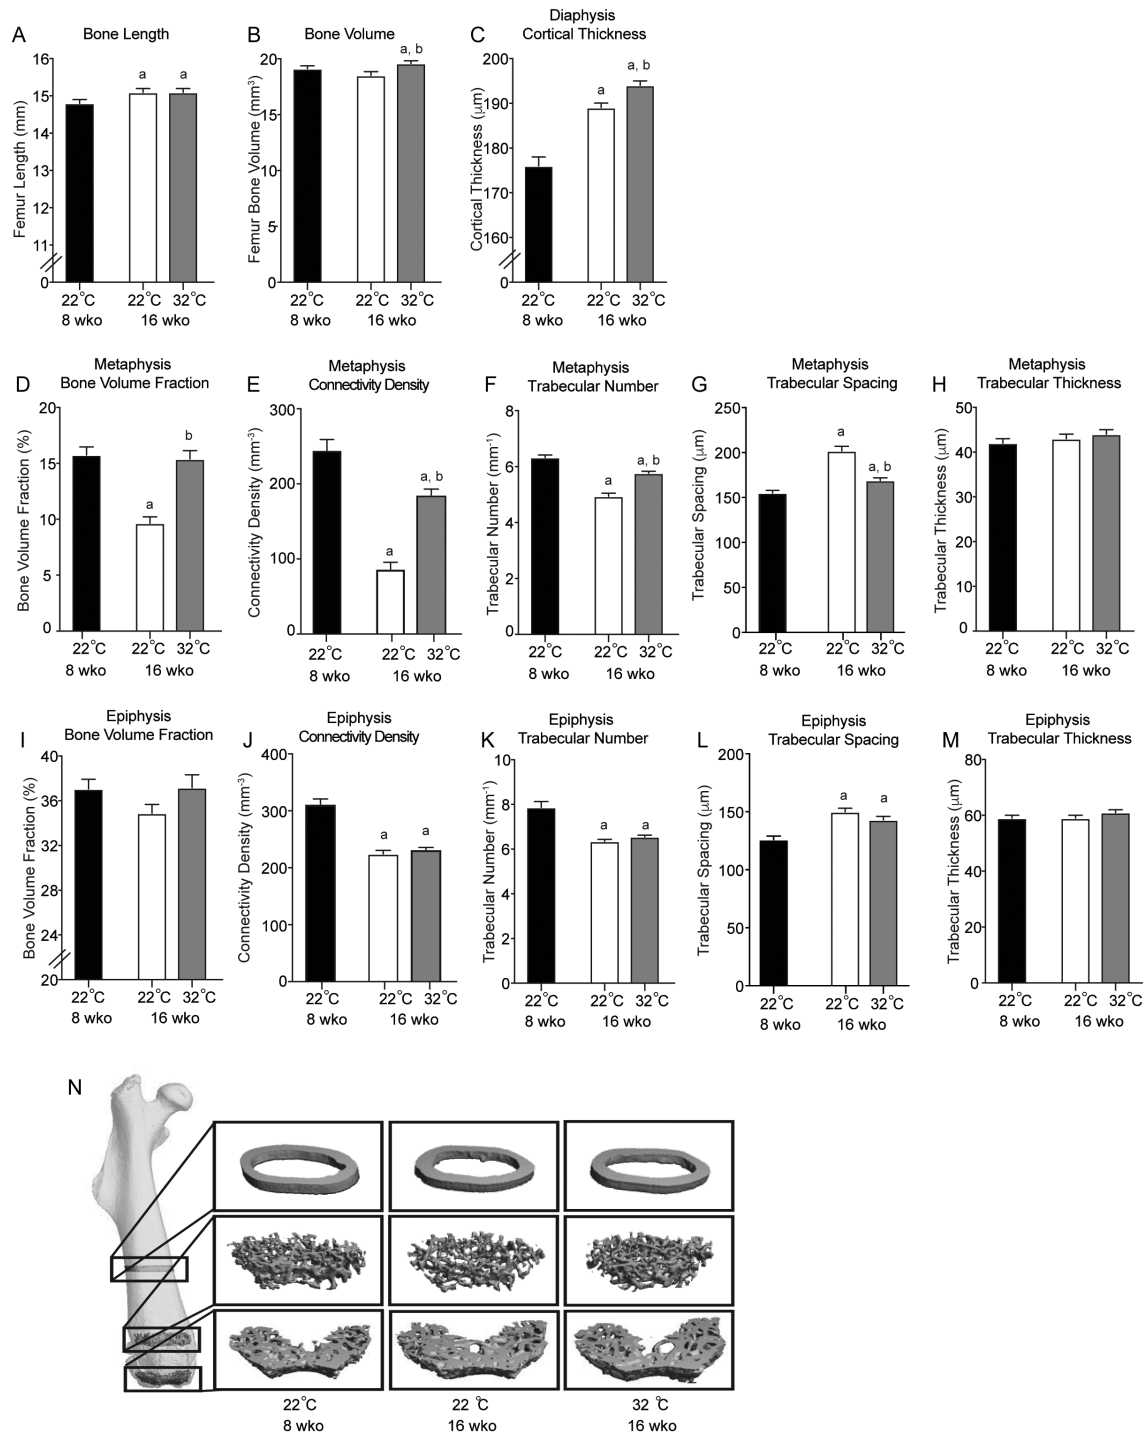 A
Bone Length
Femur Length (mm)
16
15
14
13
12
11
0
a
a
22°C
22°C
32°C
8 wko
16 wko
B
Bone Volume
Femur Bone Volume (mm³)
20
15
10
5
0
a, b
22°C
22°C
32°C
8 wko
16 wko
C
Diaphysis
Cortical Thickness
Cortical Thickness (µm)
200
190
180
170
160
0
a
a, b
22°C
22°C
32°C
8 wko
16 wko
D
Metaphysis
Bone Volume Fraction
Bone Volume Fraction (%)
20
15
10
5
0
a
b
22°C
22°C
32°C
8 wko
16 wko
E
Metaphysis
Connectivity Density
Connectivity Density (mm⁻³)
300
200
100
0
a
a, b
22°C
22°C
32°C
8 wko
16 wko
F
Metaphysis
Trabecular Number
Trabecular Number (mm⁻¹)
8
6
4
2
0
a
a, b
22°C
22°C
32°C
8 wko
16 wko
G
Metaphysis
Trabecular Spacing
Trabecular Spacing (µm)
250
200
150
100
50
0
a
a, b
22°C
22°C
32°C
8 wko
16 wko
H
Metaphysis
Trabecular Thickness
Trabecular Thickness (µm)
50
40
30
20
10
0
22°C
22°C
32°C
8 wko
16 wko
I
Epiphysis
Bone Volume Fraction
Bone Volume Fraction (%)
40
36
32
28
24
20
22°C
22°C
32°C
8 wko
16 wko
J
Epiphysis
Connectivity Density
Connectivity Density (mm⁻³)
400
300
200
100
0
a
a
22°C
22°C
32°C
8 wko
16 wko
K
Epiphysis
Trabecular Number
Trabecular Number (mm⁻¹)
10
8
6
4
2
0
a
a
22°C
22°C
32°C
8 wko
16 wko
L
Epiphysis
Trabecular Spacing
Trabecular Spacing (µm)
200
150
100
50
0
a
a
22°C
22°C
32°C
8 wko
16 wko
M
Epiphysis
Trabecular Thickness
Trabecular Thickness (µm)
80
60
40
20
0
22°C
22°C
32°C
8 wko
16 wko
N
22°C
22 °C
32 °C
8 wko
16 wko
16 wko